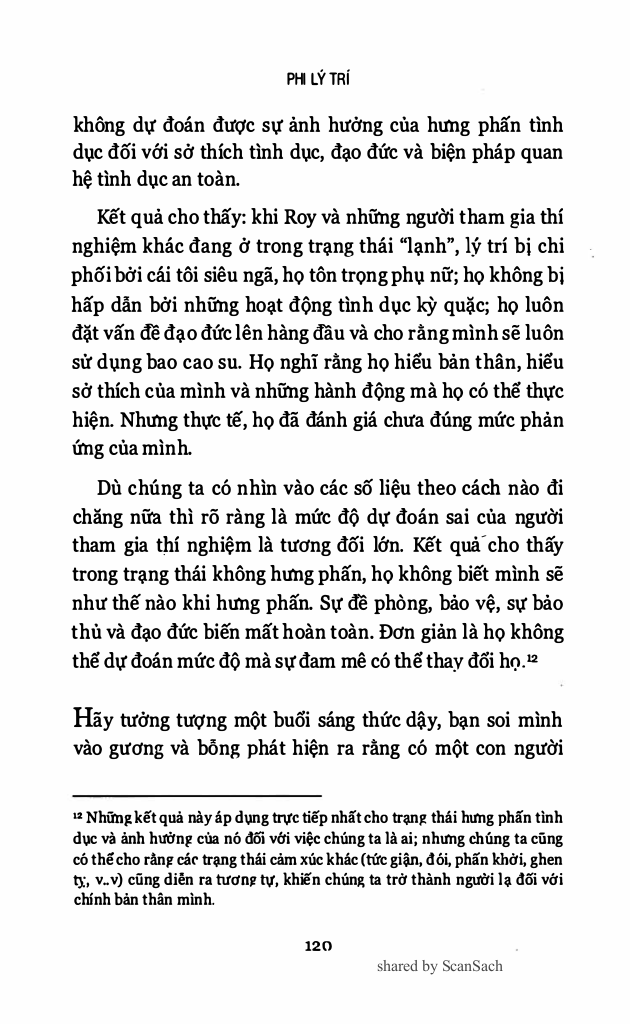 PHI LÝ TRÍ
không dự đoán được sự ảnh hưởng của hưng phấn tình
dục đối với sở thích tình dục, đạo đức và biện pháp quan
hệ tình dục an toàn.
Kết quả cho thấy: khi Roy và những người tham gia thí
nghiệm khác đang ở trong trạng thái “lạnh”, lý trí bị chi
phối bởi cái tôi siêu ngã, họ tôn trọng phụ nữ; họ không bị
hấp dẫn bởi những hoạt động tình dục kỳ quặc; họ luôn
đặt vấn đề đạo đức lên hàng đầu và cho rằng mình sẽ luôn
sử dụng bao cao su. Họ nghĩ rằng họ hiểu bản thân, hiểu
sở thích của mình và những hành động mà họ có thể thực
hiện. Nhưng thực tế, họ đã đánh giá chưa đúng mức phản
ứng của mình.
Dù chúng ta có nhìn vào các số liệu theo cách nào đi
chăng nữa thì rõ ràng là mức độ dự đoán sai của người
tham gia thí nghiệm là tương đối lớn. Kết quả cho thấy
trong trạng thái không hưng phấn, họ không biết mình sẽ
như thế nào khi hưng phấn. Sự đề phòng, bảo vệ, sự bảo
thủ và đạo đức biến mất hoàn toàn. Đơn giản là họ không
thể dự đoán mức độ mà sự đam mê có thể thay đổi họ.¹²
Hãy tưởng tượng một buổi sáng thức dậy, bạn soi mình
vào gương và bỗng phát hiện ra rằng có một con người
¹² Những kết quả này áp dụng trực tiếp nhất cho trạng thái hưng phấn tình
dục và ảnh hưởng của nó đối với việc chúng ta là ai; nhưng chúng ta cũng
có thể cho rằng các trạng thái cảm xúc khác (tức giận, đói, phấn khởi, ghen
tỵ, v..v) cũng diễn ra tương tự, khiến chúng ta trở thành người lạ đối với
chính bản thân mình.
120
shared by ScanSach